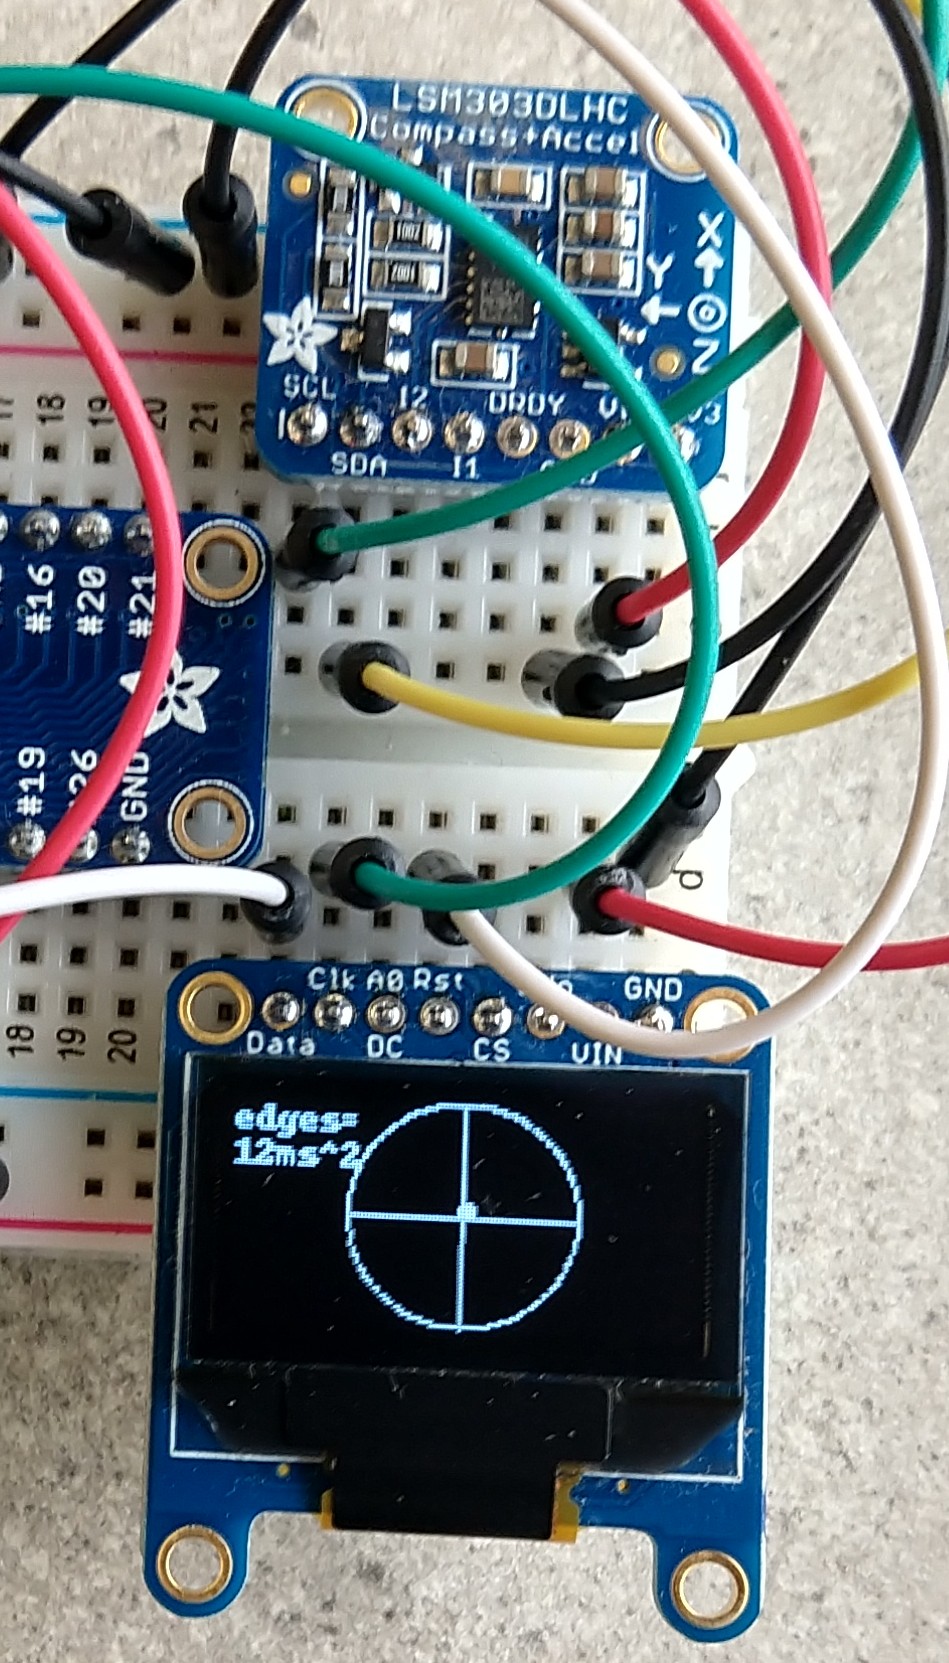 LSM303DLHC
Compass+Accel
X
Y
Z
SCL
I2
DRDY
SDA
I1
18
19
20
21
#16
#20
#21
#19
GND
d
18
19
20
Clk A0 Rst
GND
Data
DC
CS
VIN
edges=
12ms^2